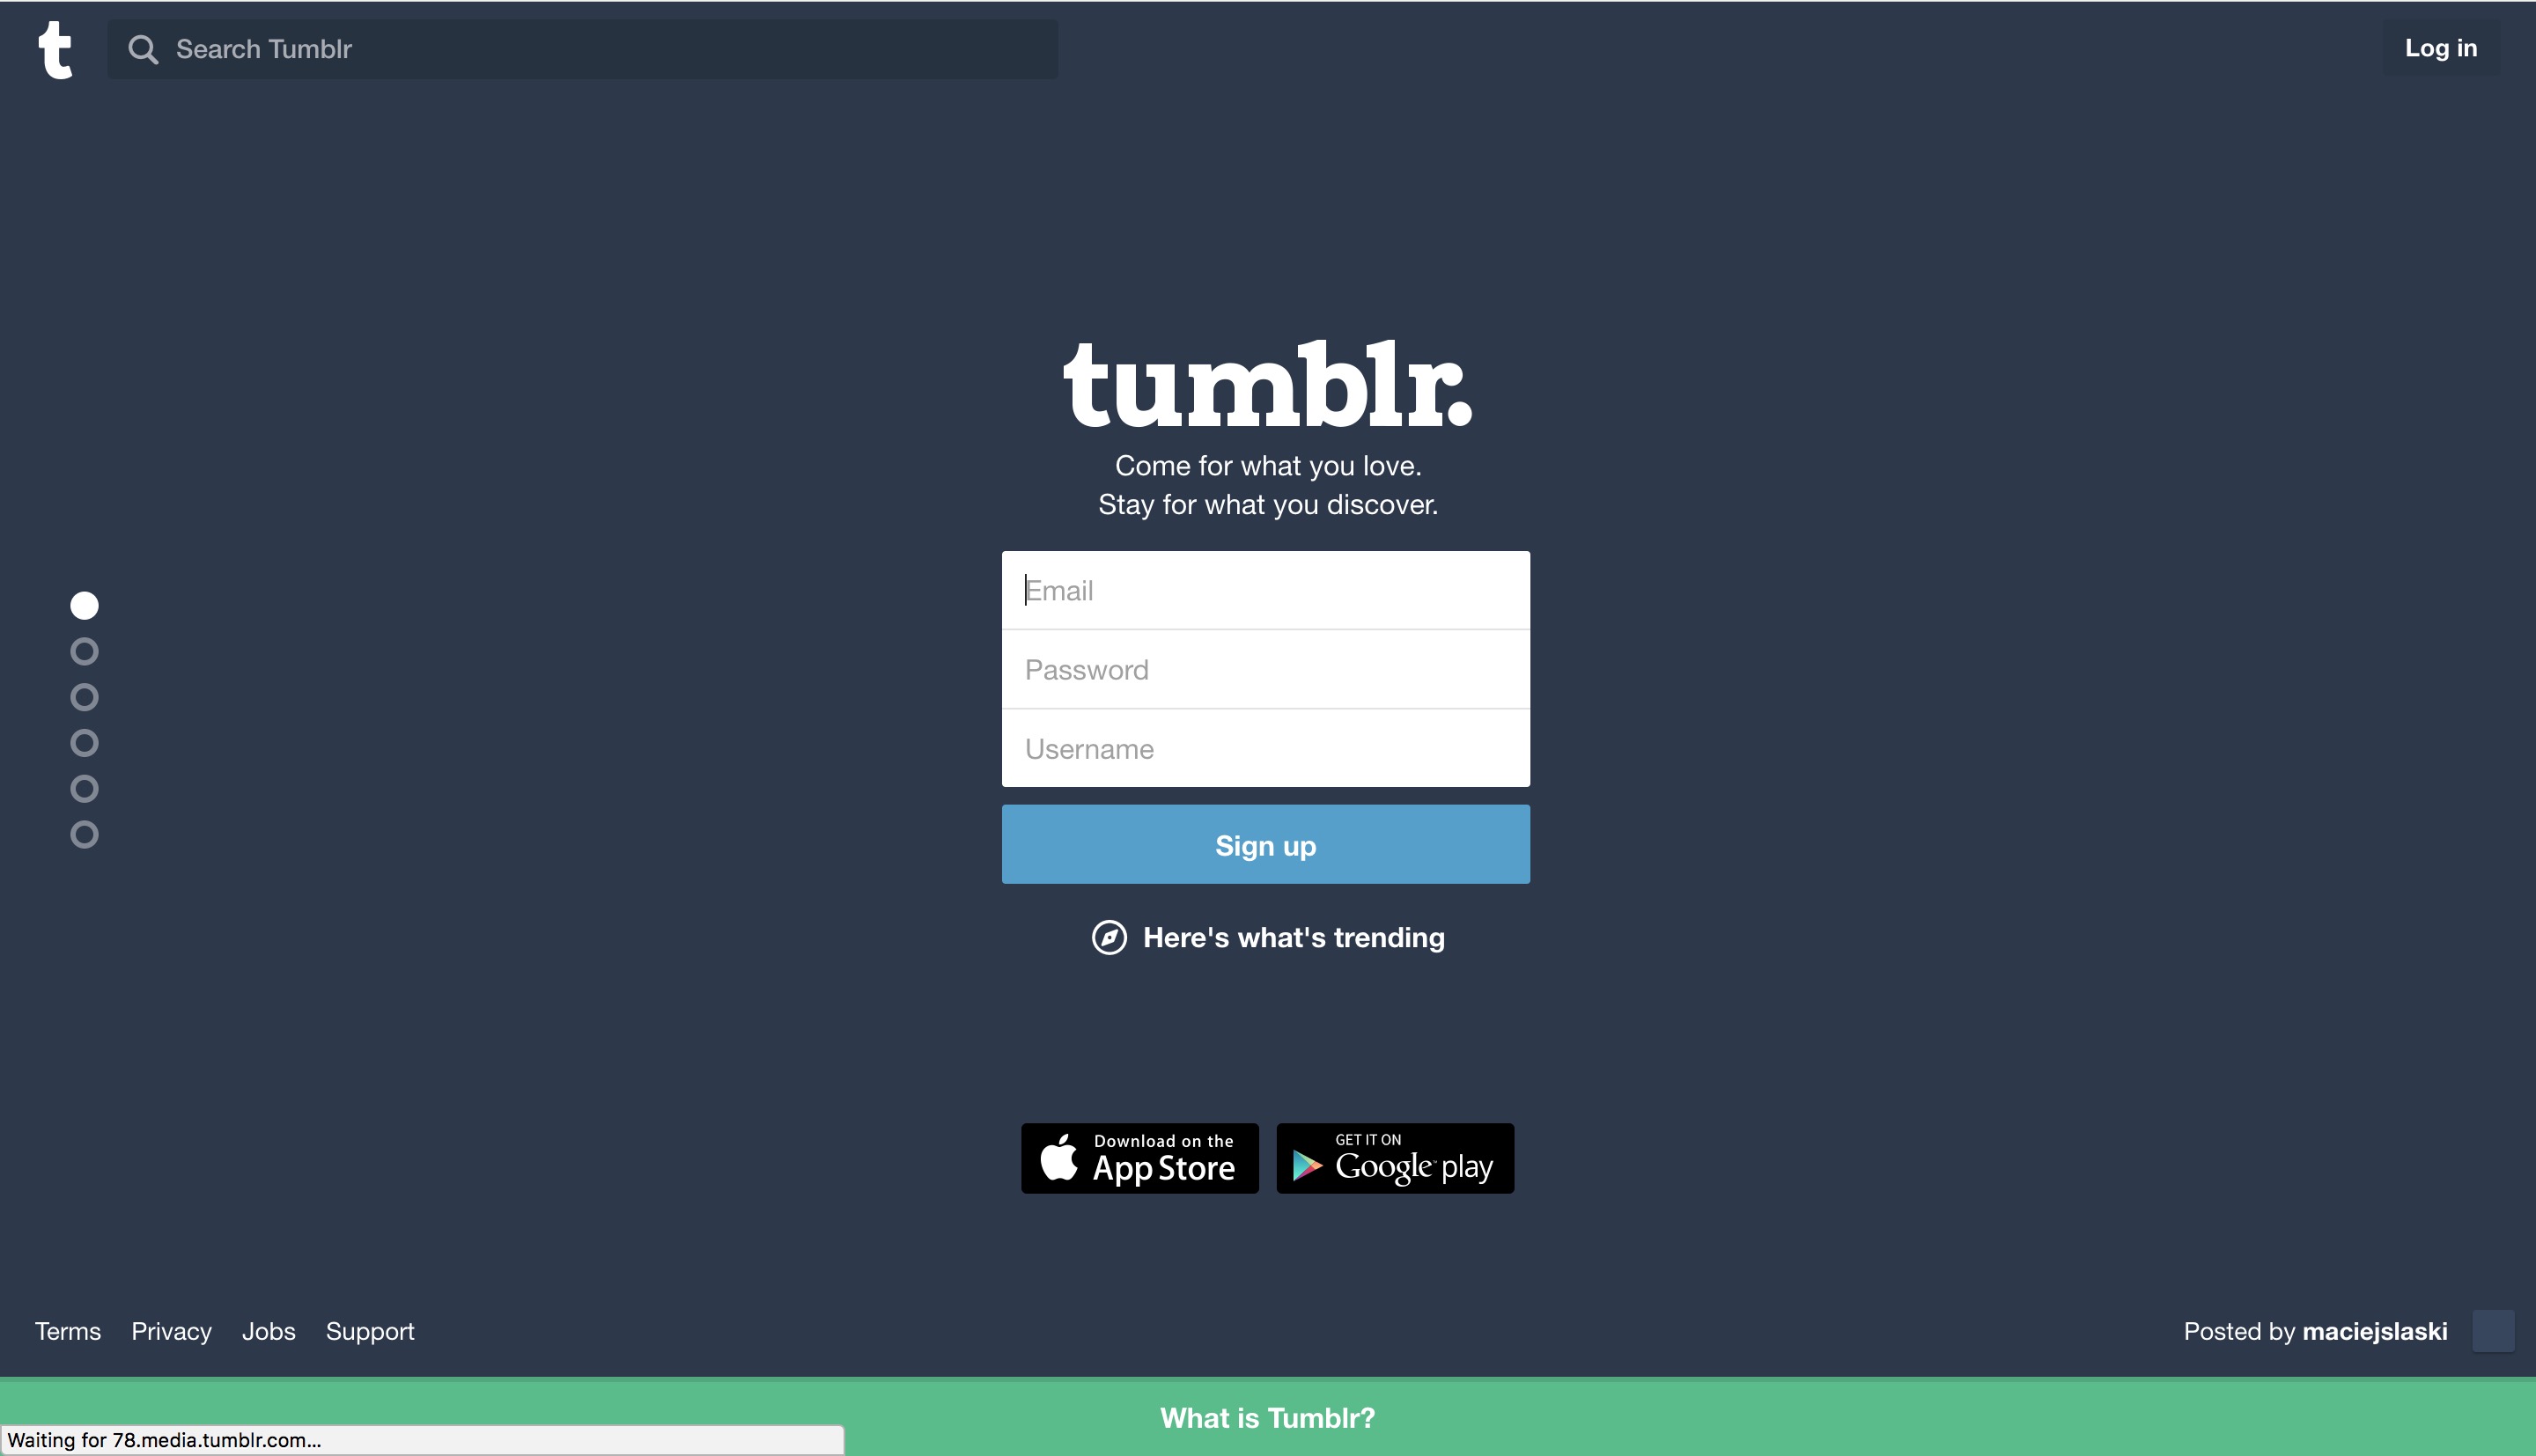 t
Search Tumblr
Log in
tumblr.
Come for what you love.
Stay for what you discover.
Email
Password
Username
Sign up
Here's what's trending
Download on the
App Store
GET IT ON
Google play
Terms Privacy Jobs Support
Posted by maciejslaski
What is Tumblr?
Waiting for 78.media.tumblr.com...